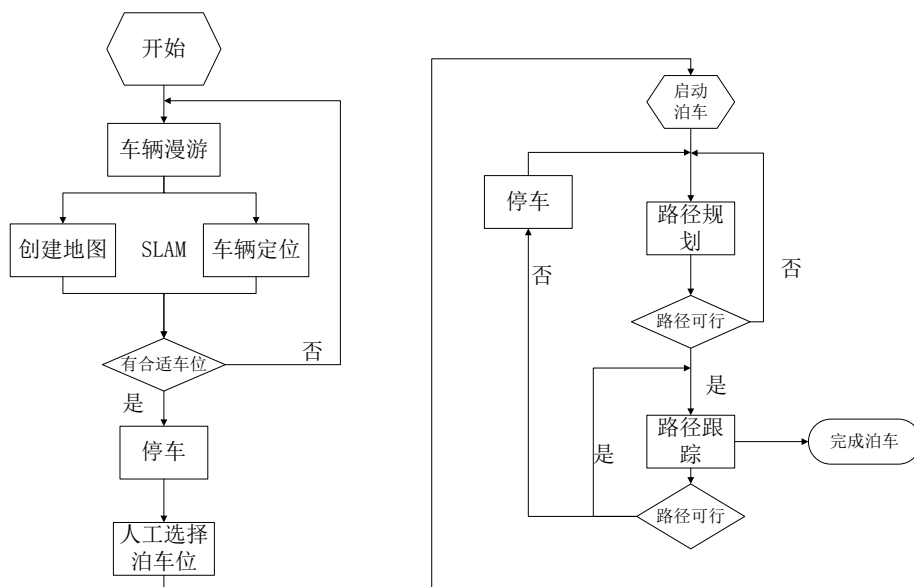 开始
车辆漫游
创建地图
SLAM
车辆定位
有合适车位
否
是
停车
人工选择
泊车位
启动
泊车
停车
路径规
划
否
否
路径可行
是
路径跟
踪
是
完成泊车
路径可行